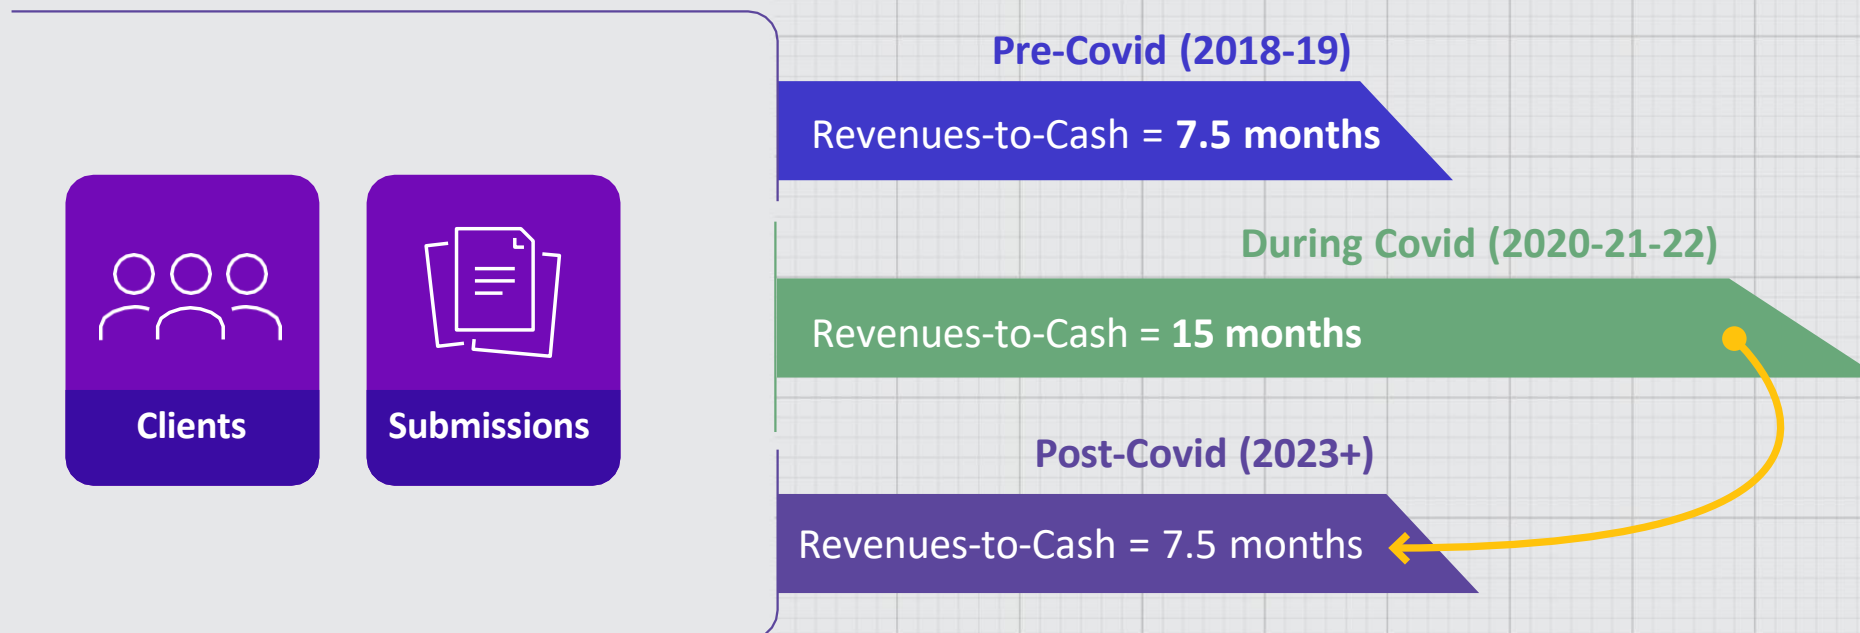 Clients
Submissions
Pre-Covid (2018-19)
Revenues-to-Cash = 7.5 months
During Covid (2020-21-22)
Revenues-to-Cash = 15 months
Post-Covid (2023+)
Revenues-to-Cash = 7.5 months